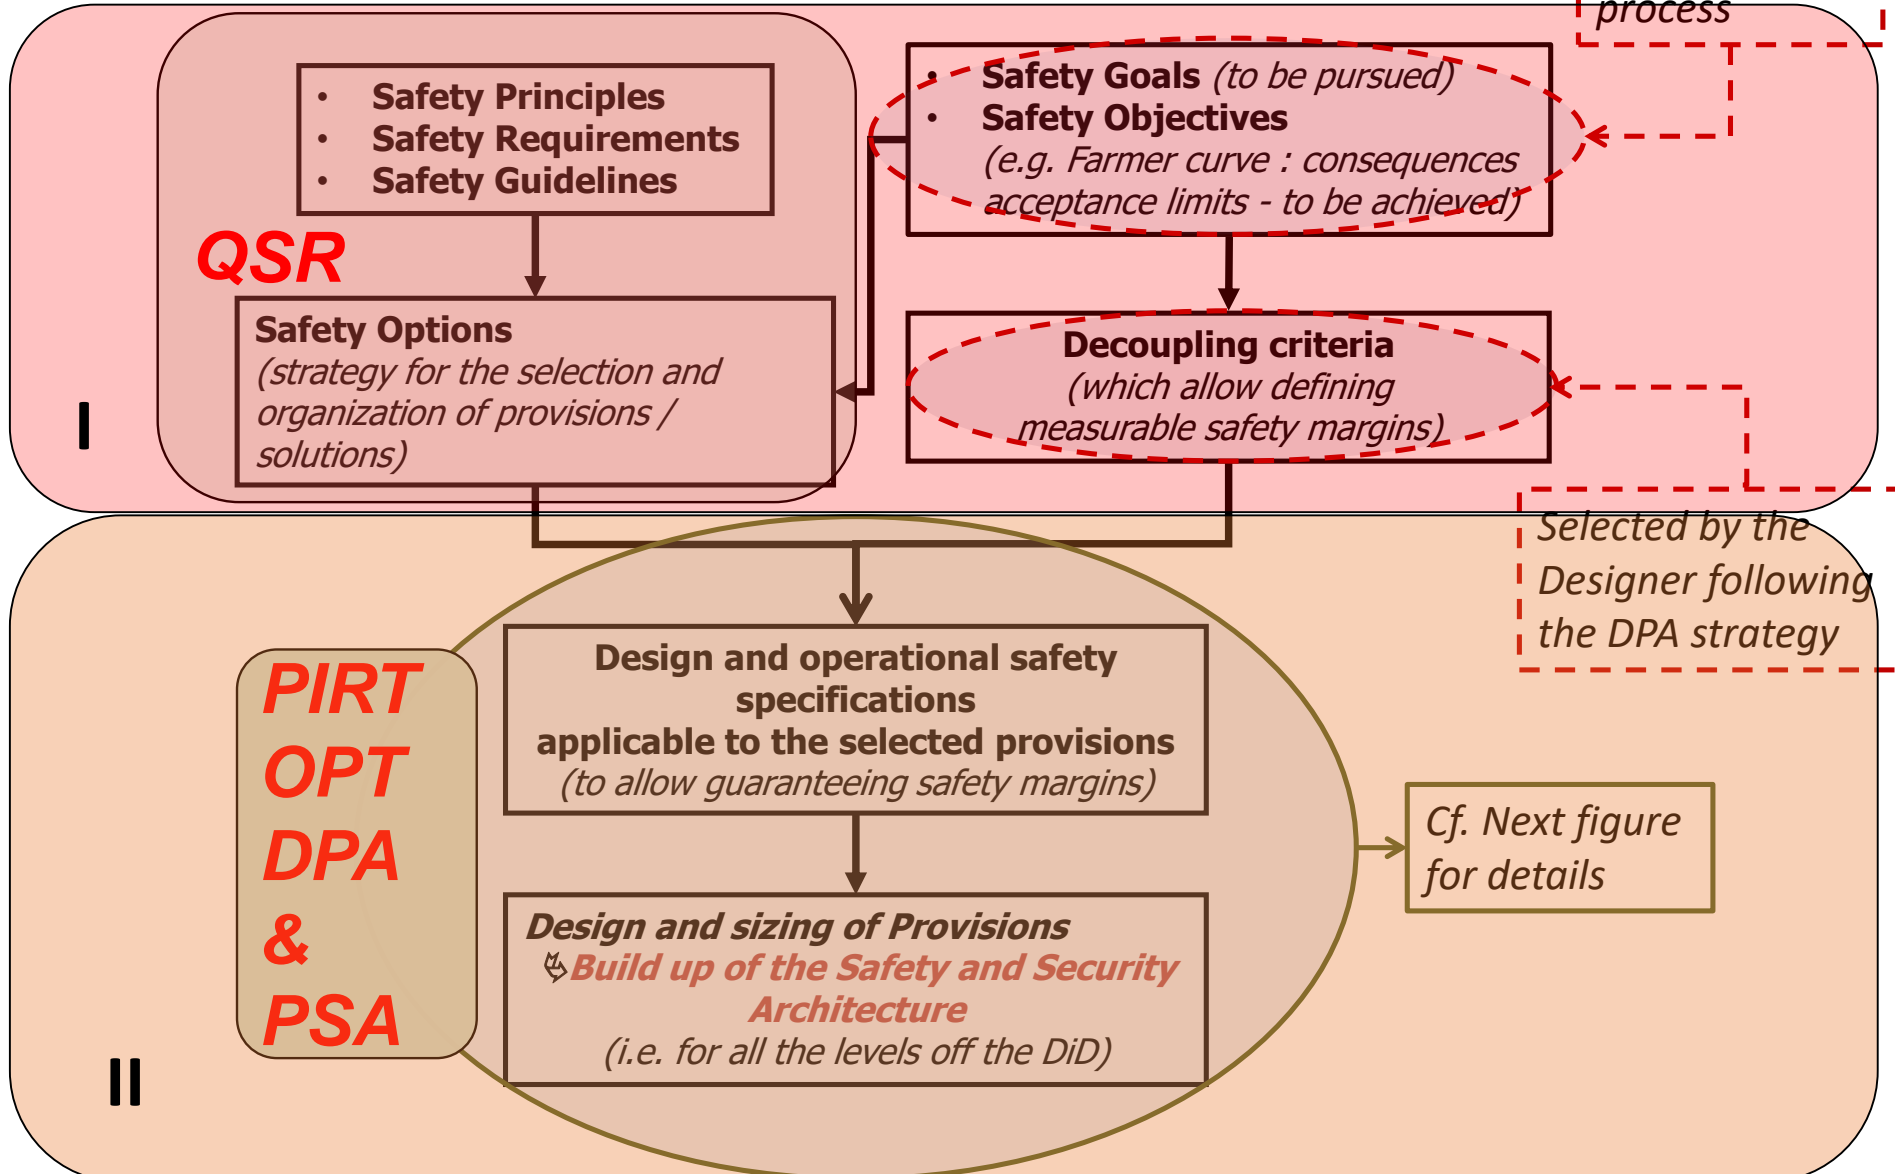 process
• Safety Principles
• Safety Requirements
• Safety Guidelines
• Safety Goals (to be pursued)
• Safety Objectives
(e.g. Farmer curve : consequences
acceptance limits - to be achieved)
QSR
Safety Options
(strategy for the selection and
organization of provisions /
solutions)
Decoupling criteria
(which allow defining
measurable safety margins)
I
Selected by the
Designer following
the DPA strategy
PIRT
OPT
DPA
&
PSA
Design and operational safety
specifications
applicable to the selected provisions
(to allow guaranteeing safety margins)
Cf. Next figure
for details
Design and sizing of Provisions
Build up of the Safety and Security
Architecture
(i.e. for all the levels off the DiD)
II